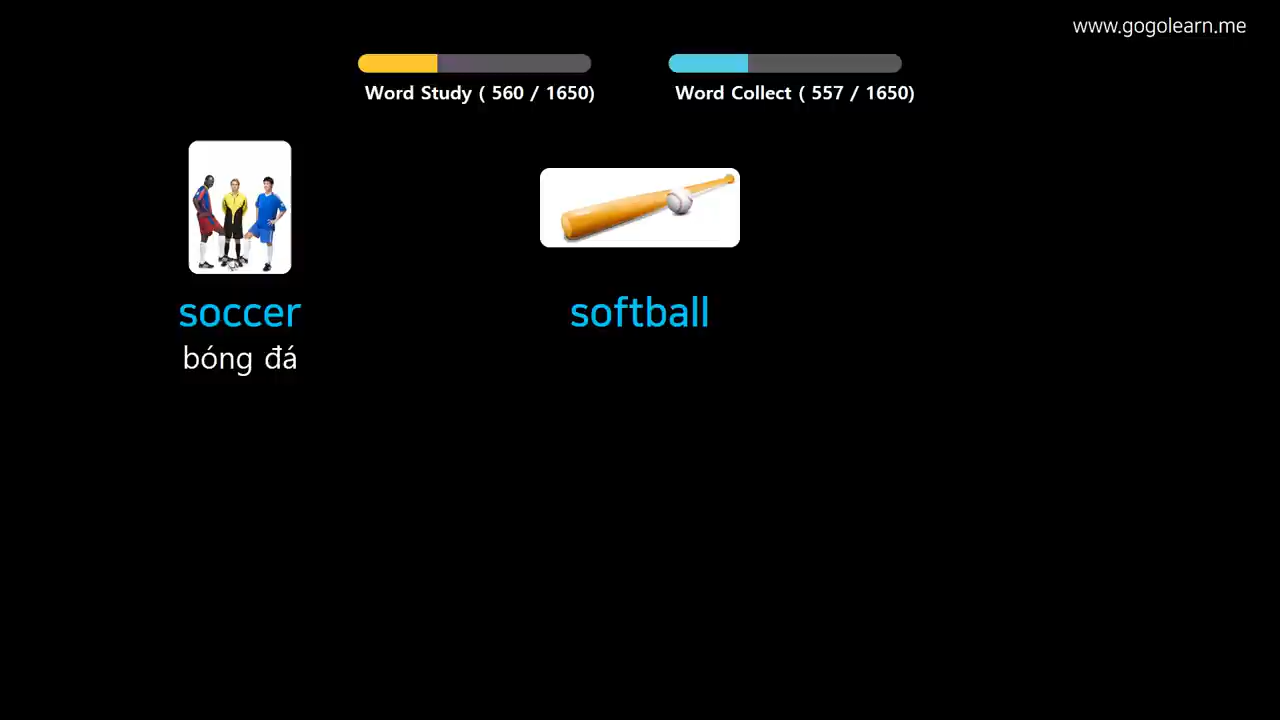 www.gogolearn.me
Word Study ( 560 / 1650)
Word Collect ( 557 / 1650)
soccer
bóng đá
softball